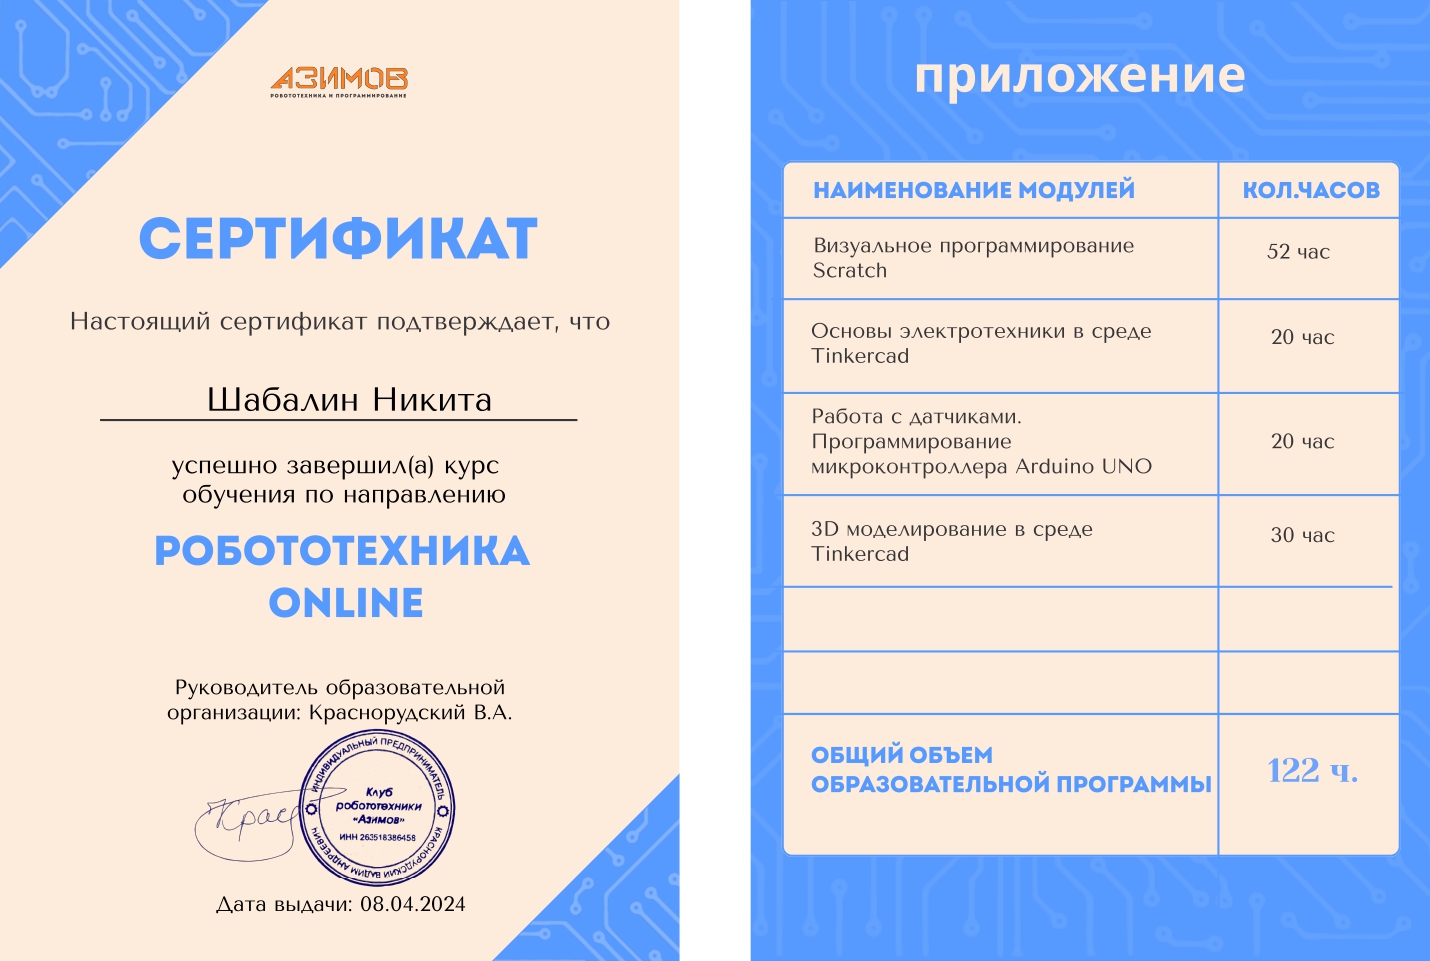 АЗИМОВ
РОБОТОТЕХНИКА И ПРОГРАММИРОВАНИЕ
СЕРТИФИКАТ
Настоящий сертификат подтверждает, что
Шабалин Никита
успешно завершил(а) курс
обучения по направлению
РОБОТОТЕХНИКА
ONLINE
Руководитель образовательной
организации: Краснорудский В.А.
ИНДИВИДУАЛЬНЫЙ ПРЕДПРИНИМАТЕЛЬ
КРАСНОРУДСКИЙ ВАДИМ АНДРЕЕВИЧ
Клуб
робототехники
«Азимов»
ИНН 263518386458
Крас
Дата выдачи: 08.04.2024
приложение
НАИМЕНОВАНИЕ МОДУЛЕЙ
КОЛ.ЧАСОВ
Визуальное программирование
Scratch
52 час
Основы электротехники в среде
Tinkercad
20 час
Работа с датчиками.
Программирование
микроконтроллера Arduino UNO
20 час
3D моделирование в среде
Tinkercad
30 час
ОБЩИЙ ОБЪЕМ
ОБРАЗОВАТЕЛЬНОЙ ПРОГРАММЫ
122 ч.